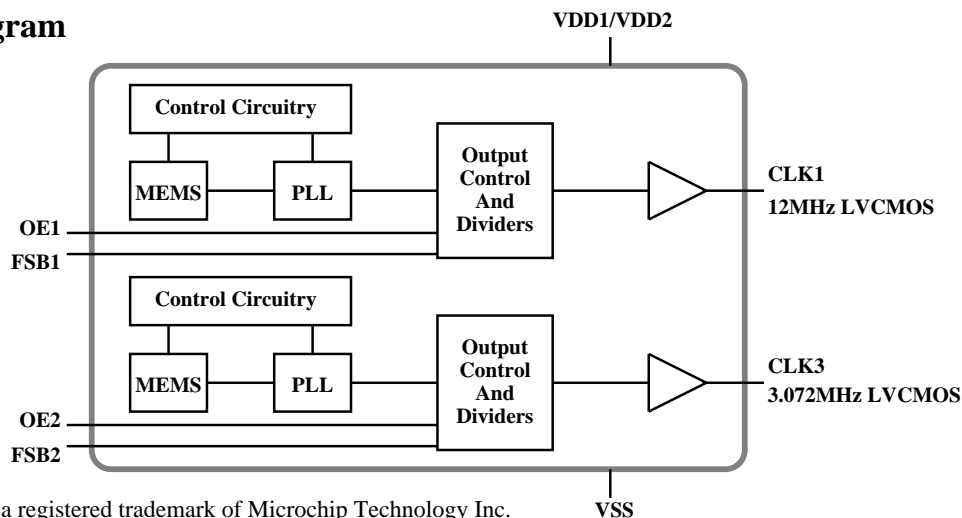 gram
VDD1/VDD2
Control Circuitry
MEMS
PLL
Output
Control
And
Dividers
CLK1
12MHz LVCMOS
OE1
FSB1
Control Circuitry
MEMS
PLL
Output
Control
And
Dividers
CLK3
3.072MHz LVCMOS
OE2
FSB2
a registered trademark of Microchip Technology Inc.
VSS